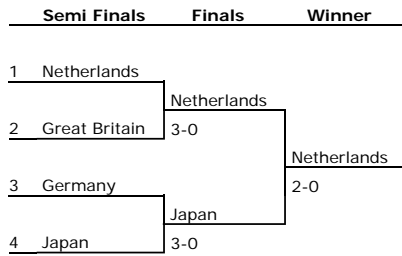 Semi Finals Finals Winner
1 Netherlands
Netherlands
2 Great Britain 3-0
Netherlands
3 Germany 2-0
Japan
4 Japan 3-0